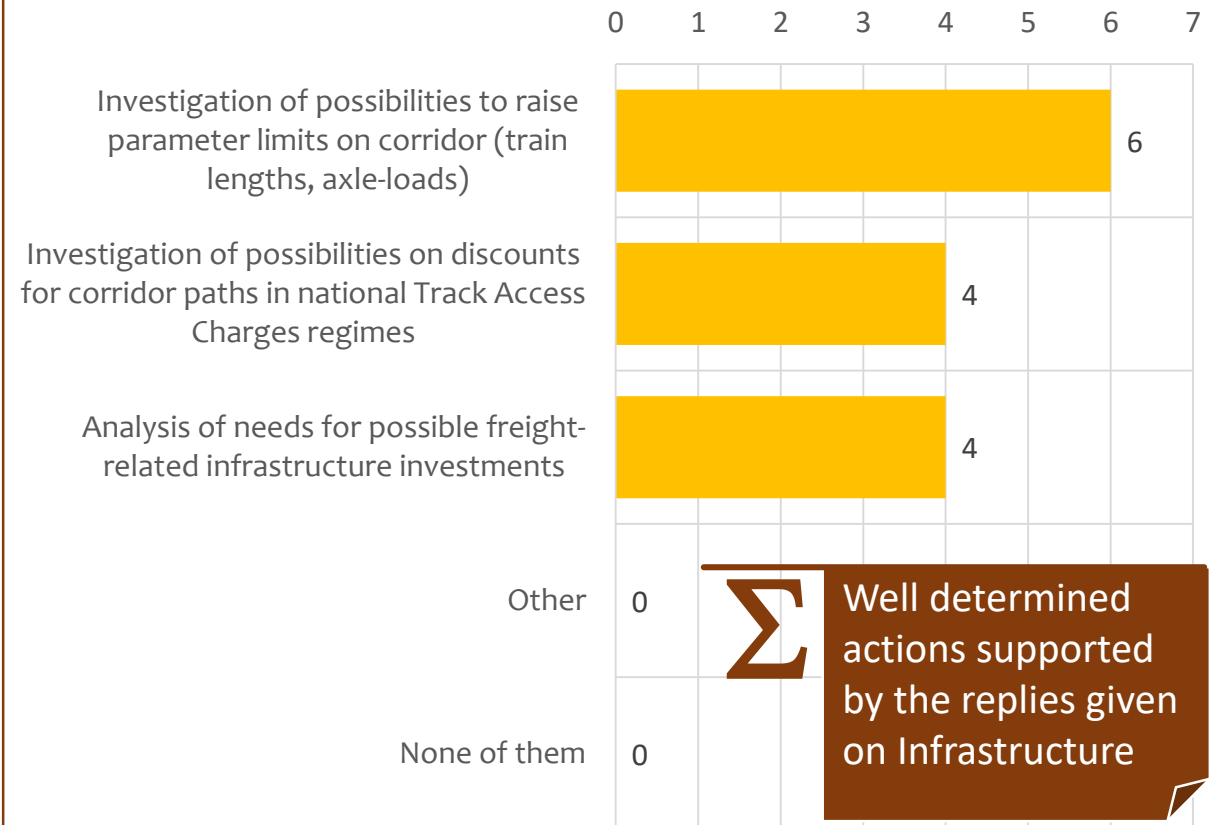 0 1 2 3 4 5 6 7
Investigation of possibilities to raise
parameter limits on corridor (train
lengths, axle-loads)
6
Investigation of possibilities on discounts
for corridor paths in national Track Access
Charges regimes
4
Analysis of needs for possible freight-
related infrastructure investments
4
Other
0
None of them
0
Σ
Well determined
actions supported
by the replies given
on Infrastructure